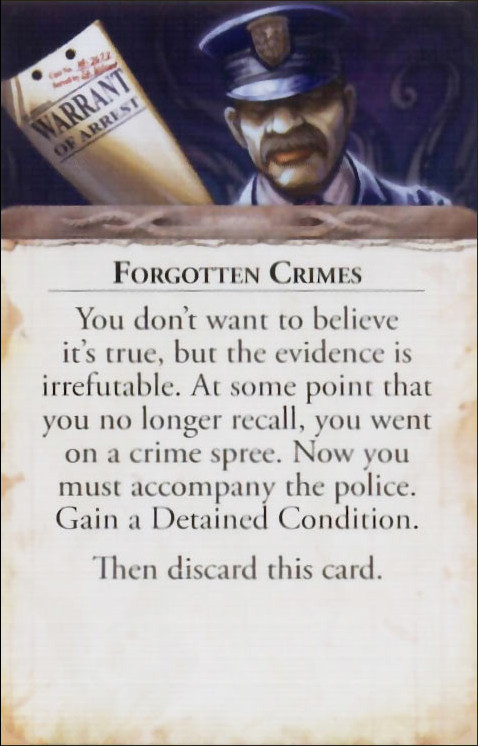 Case No.
WARRANT
OF ARREST
FORGOTTEN CRIMES
You don't want to believe
it's true, but the evidence is
irrefutable. At some point that
you no longer recall, you went
on a crime spree. Now you
must accompany the police.
Gain a Detained Condition.
Then discard this card.